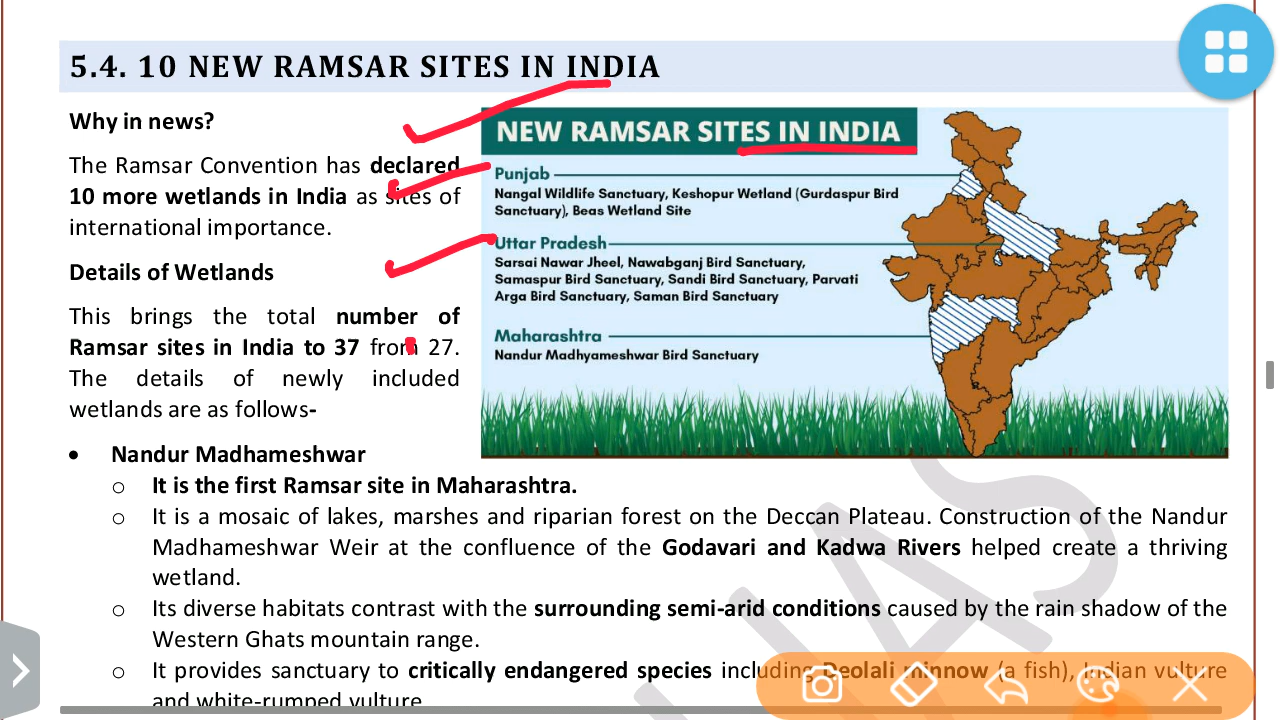 5.4. 10 NEW RAMSAR SITES IN INDIA
Why in news?
The Ramsar Convention has declared
10 more wetlands in India as sites of
international importance.
Details of Wetlands
This brings the total number of
Ramsar sites in India to 37 from 27.
The details of newly included
wetlands are as follows-
NEW RAMSAR SITES IN INDIA
Punjab
Nangal Wildlife Sanctuary, Keshopur Wetland (Gurdaspur Bird
Sanctuary), Beas Wetland Site
Uttar Pradesh
Sarsai Nawar Jheel, Nawabganj Bird Sanctuary,
Samaspur Bird Sanctuary, Sandi Bird Sanctuary, Parvati
Arga Bird Sanctuary, Saman Bird Sanctuary
Maharashtra
Nandur Madhyameshwar Bird Sanctuary
• Nandur Madhameshwar
o It is the first Ramsar site in Maharashtra.
o It is a mosaic of lakes, marshes and riparian forest on the Deccan Plateau. Construction of the Nandur
Madhameshwar Weir at the confluence of the Godavari and Kadwa Rivers helped create a thriving
wetland.
o Its diverse habitats contrast with the surrounding semi-arid conditions caused by the rain shadow of the
Western Ghats mountain range.
o It provides sanctuary to critically endangered species including Deolali minnow (a fish), Indian vulture
and white-rumped vulture
IAS